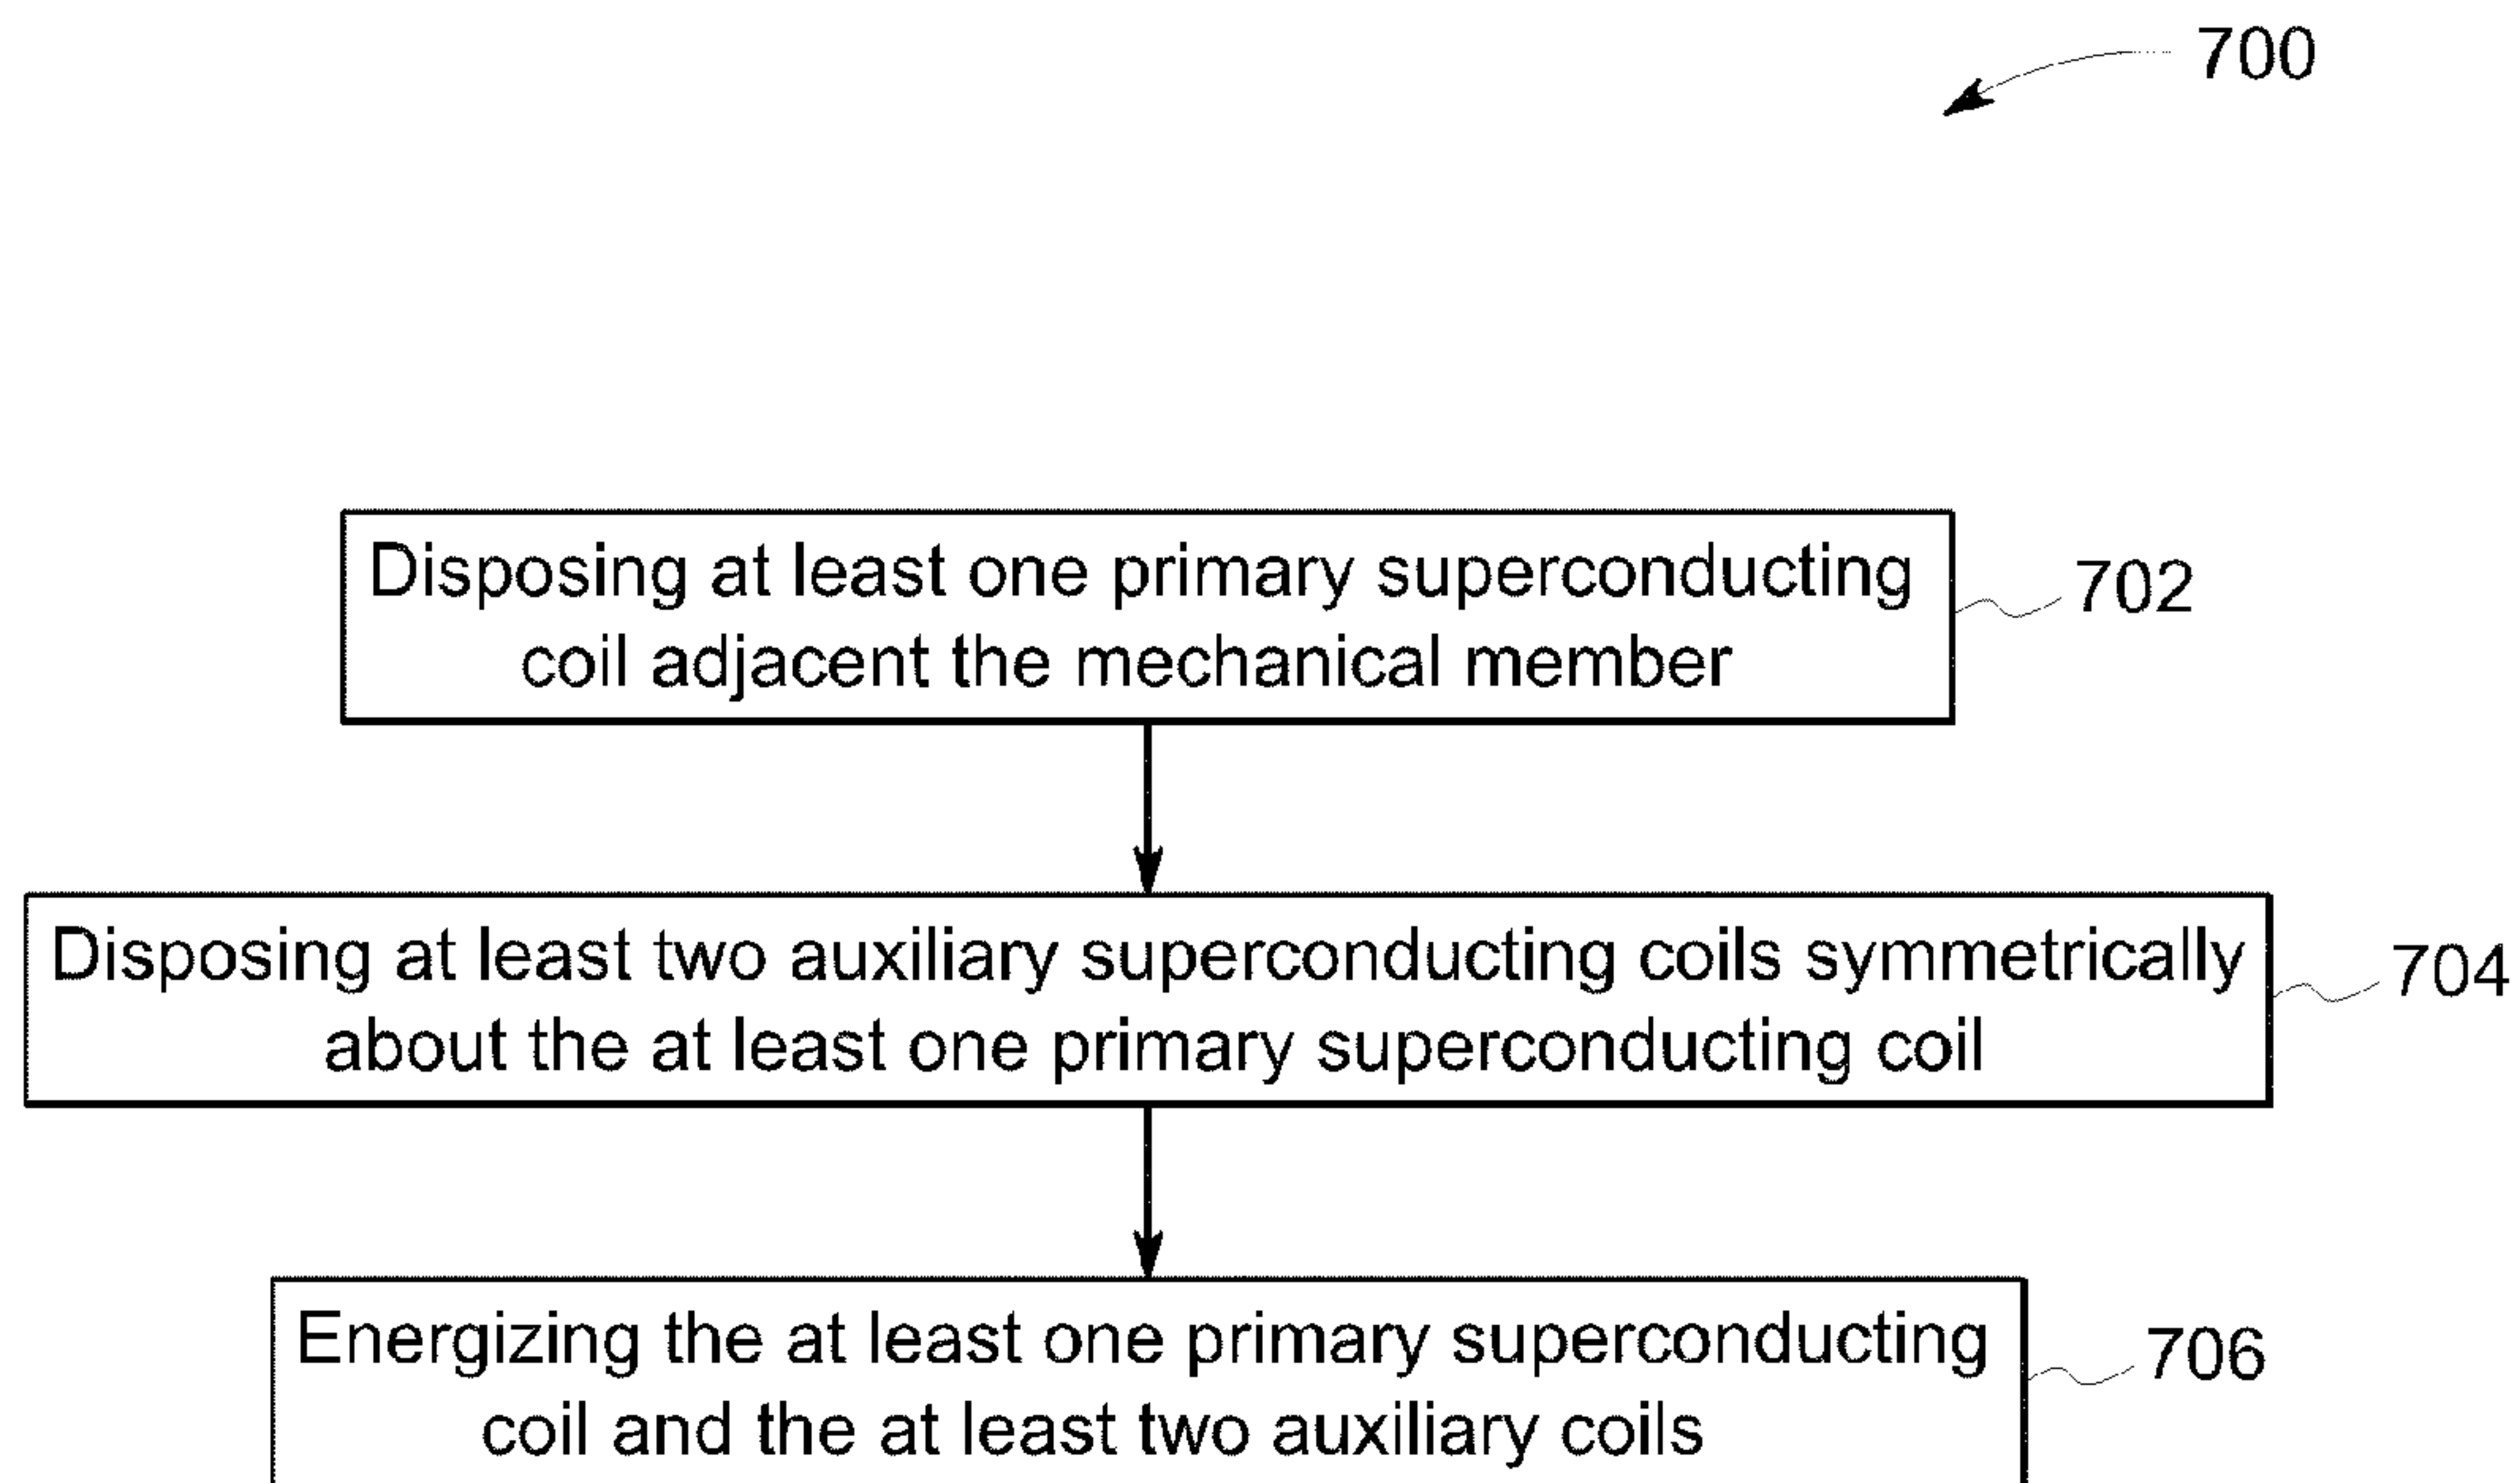 700
Disposing at least one primary superconducting
coil adjacent the mechanical member
702
Disposing at least two auxiliary superconducting coils symmetrically
about the at least one primary superconducting coil
704
Energizing the at least one primary superconducting
coil and the at least two auxiliary coils
706